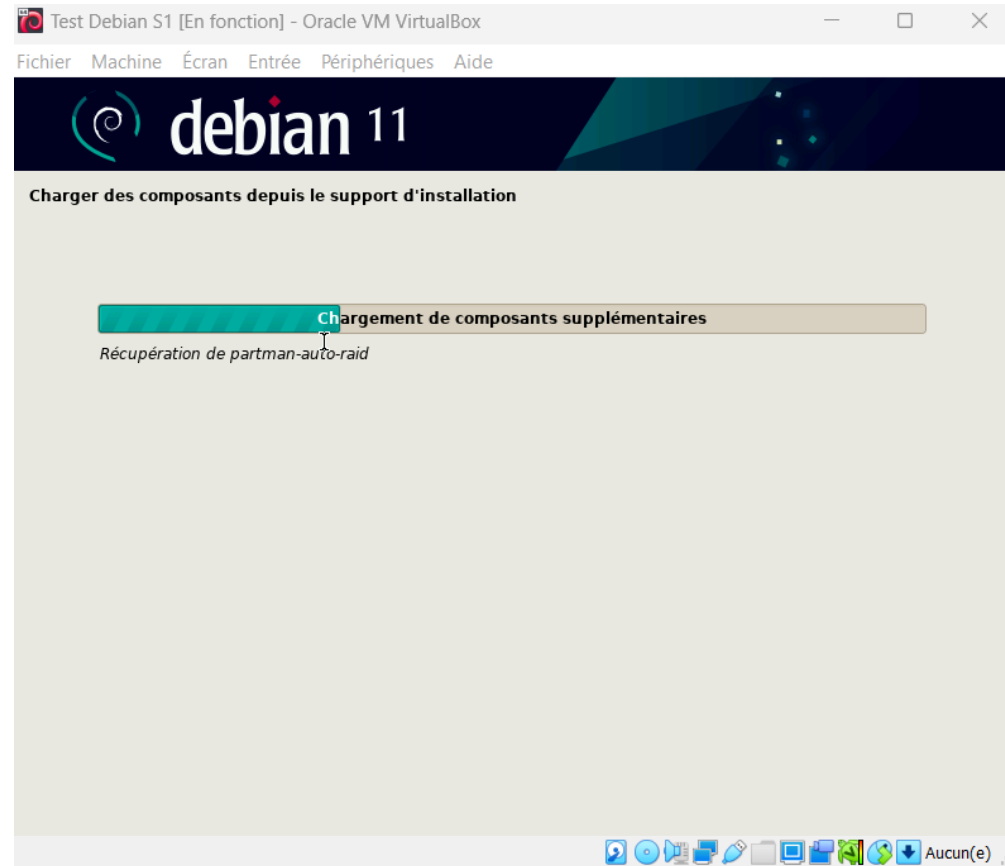 Test Debian S1 [En fonction] - Oracle VM VirtualBox
Fichier Machine Écran Entrée Périphériques Aide
debian 11
Charger des composants depuis le support d'installation
Chargement de composants supplémentaires
Récupération de partman-auto-raid
Aucun(e)